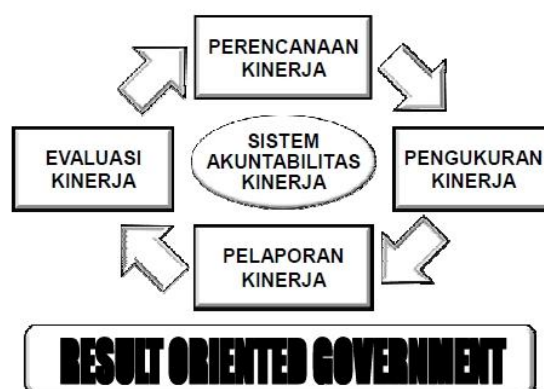 PERENCANAAN
KINERJA
EVALUASI
KINERJA
SISTEM
AKUNTABILITAS
KINERJA
PENGUKURAN
KINERJA
PELAPORAN
KINERJA
RESULT ORIENTED GOVERNMENT